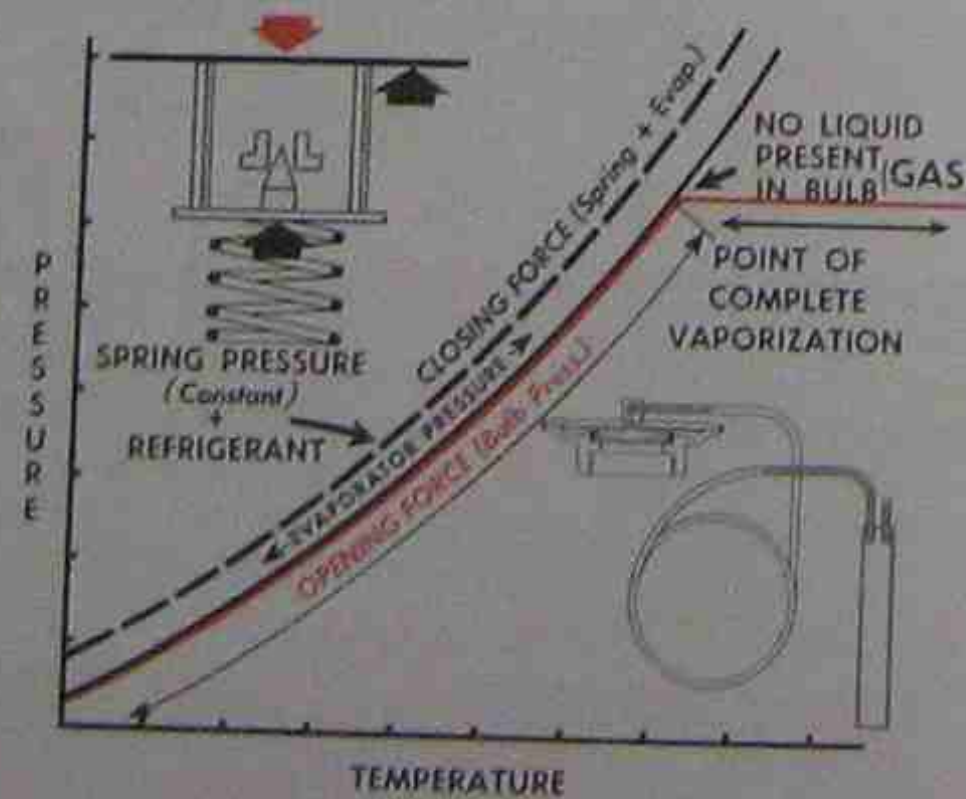 PRESSURE
SPRING PRESSURE
(Constant)
+
REFRIGERANT
CLOSING FORCE (Spring + Evap.)
EVAPORATOR PRESSURE
OPENING FORCE (Bulb Press.)
NO LIQUID
PRESENT
IN BULB (GAS
POINT OF
COMPLETE
VAPORIZATION
TEMPERATURE